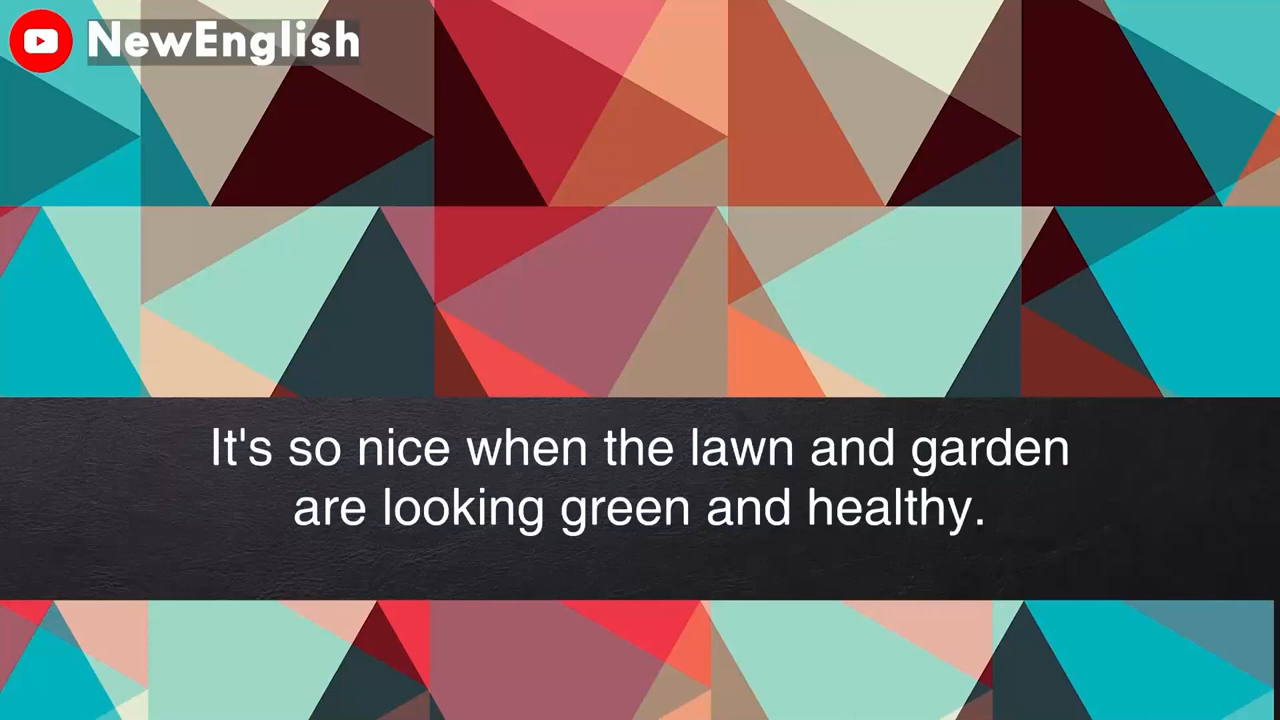 NewEnglish
It's so nice when the lawn and garden
are looking green and healthy.